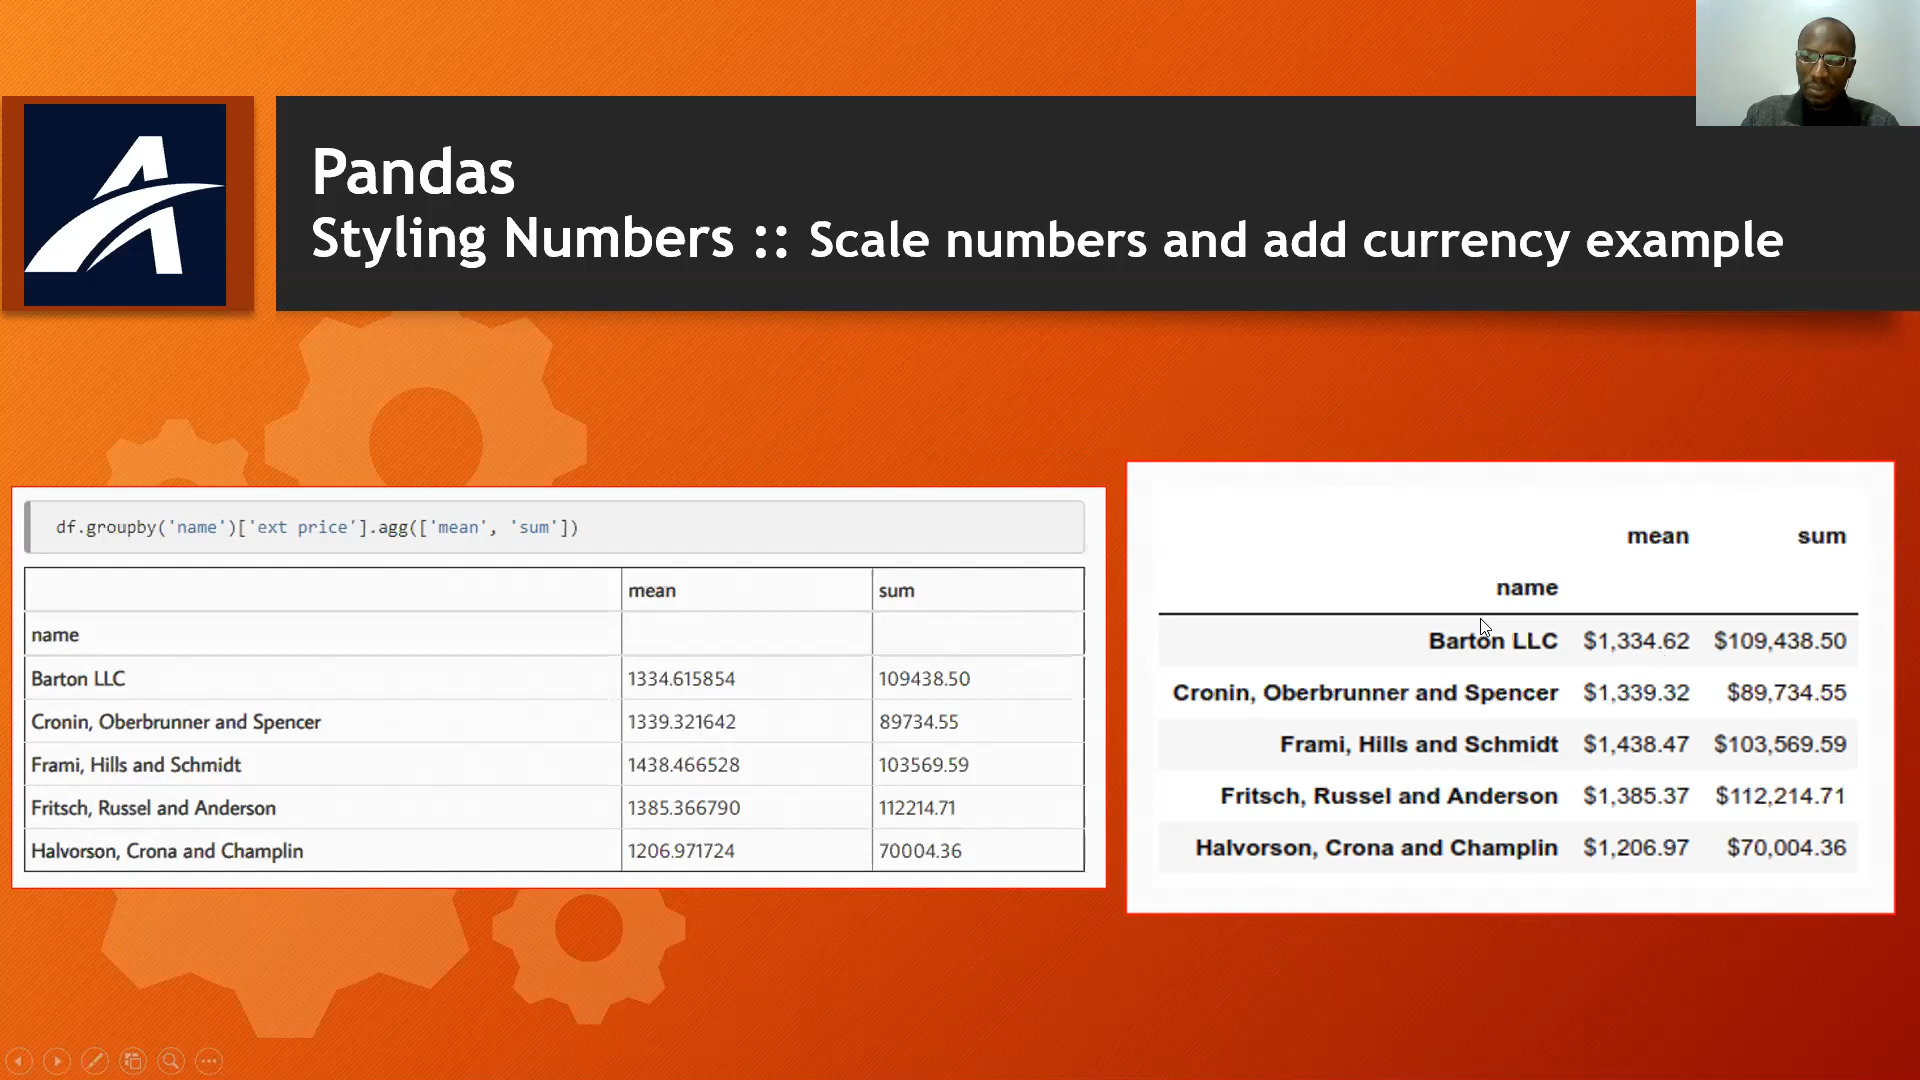 Pandas
Styling Numbers :: Scale numbers and add currency example
df.groupby('name')['ext price'].agg(['mean', 'sum'])
mean sum
name
Barton LLC 1334.615854 109438.50
Cronin, Oberbrunner and Spencer 1339.321642 89734.55
Frami, Hills and Schmidt 1438.466528 103569.59
Fritsch, Russel and Anderson 1385.366790 112214.71
Halvorson, Crona and Champlin 1206.971724 70004.36
mean sum
name
Barton LLC $1,334.62 $109,438.50
Cronin, Oberbrunner and Spencer $1,339.32 $89,734.55
Frami, Hills and Schmidt $1,438.47 $103,569.59
Fritsch, Russel and Anderson $1,385.37 $112,214.71
Halvorson, Crona and Champlin $1,206.97 $70,004.36